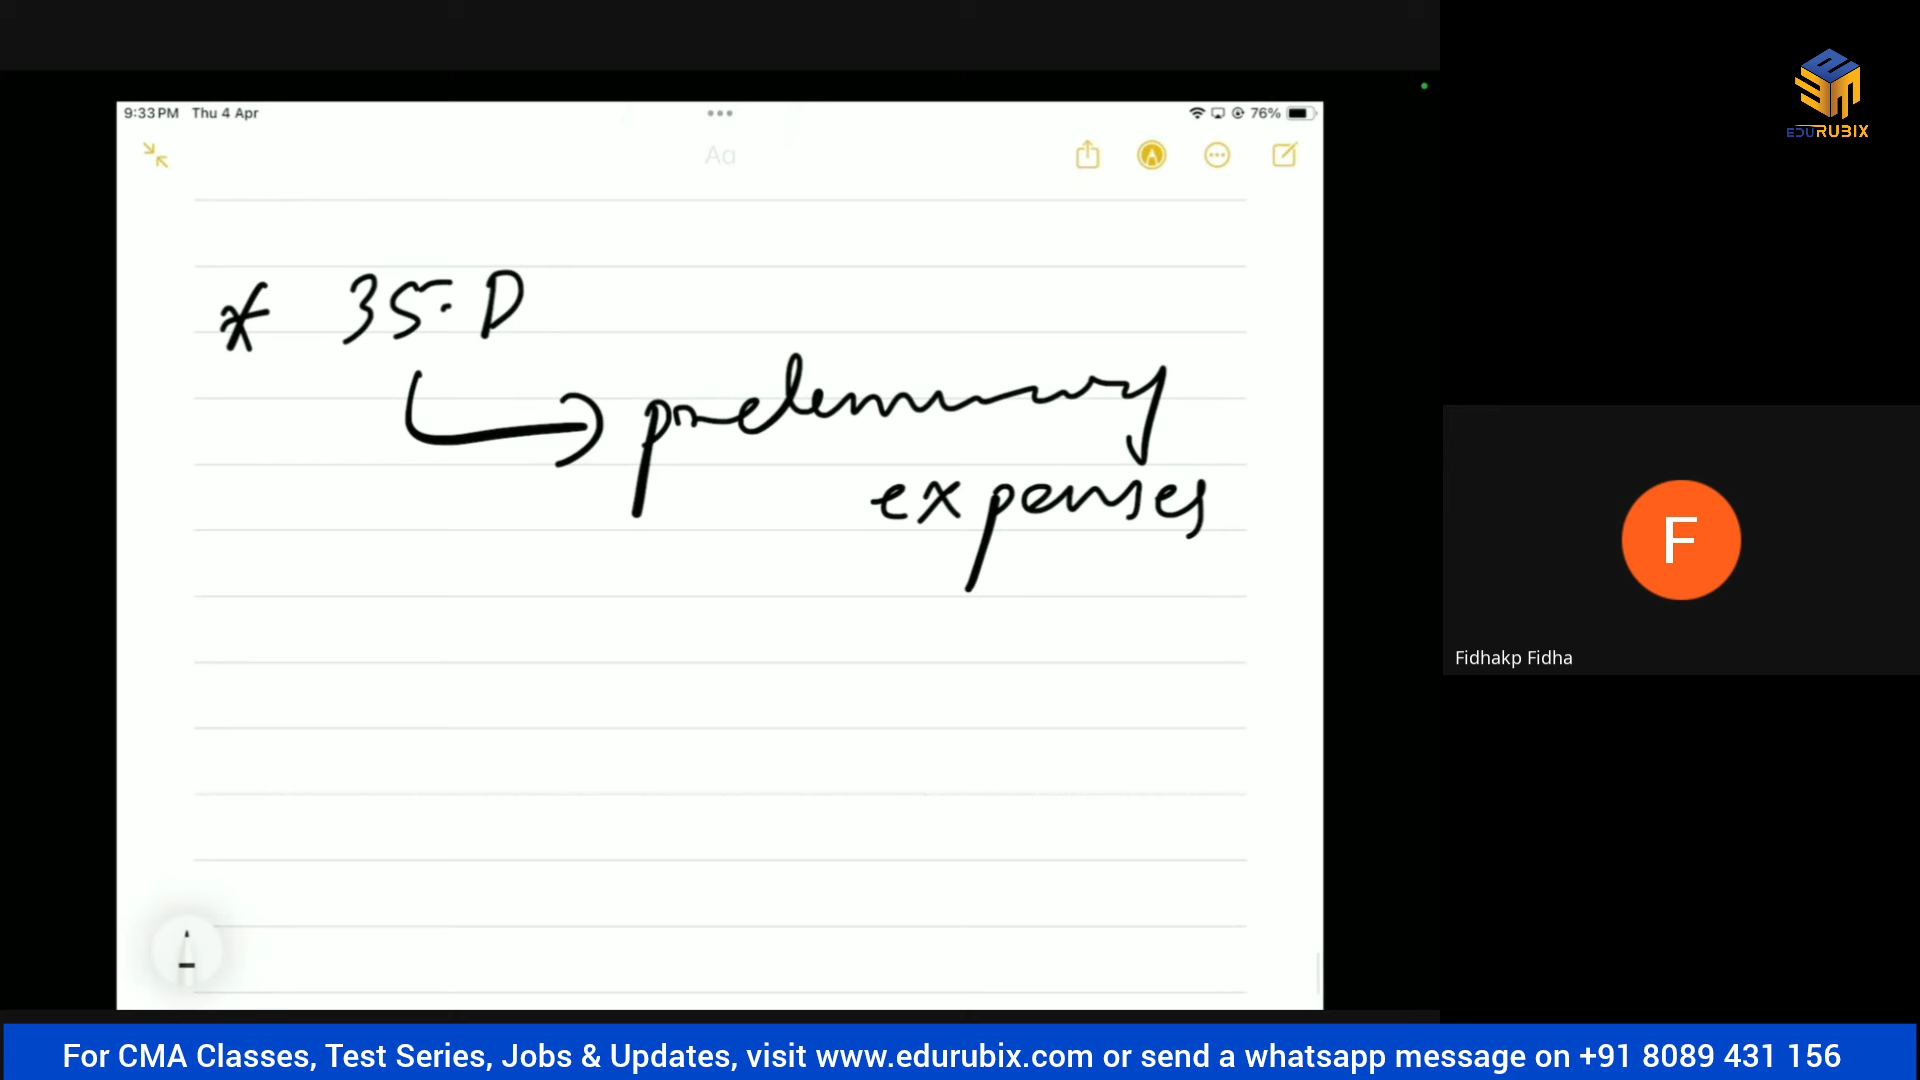 9:33 PM Thu 4 Apr
76%
Aa
EDURUBIX
* 35-D
prelemunary
expenses
F
Fidhakp Fidha
For CMA Classes, Test Series, Jobs & Updates, visit www.edurubix.com or send a whatsapp message on +91 8089 431 156